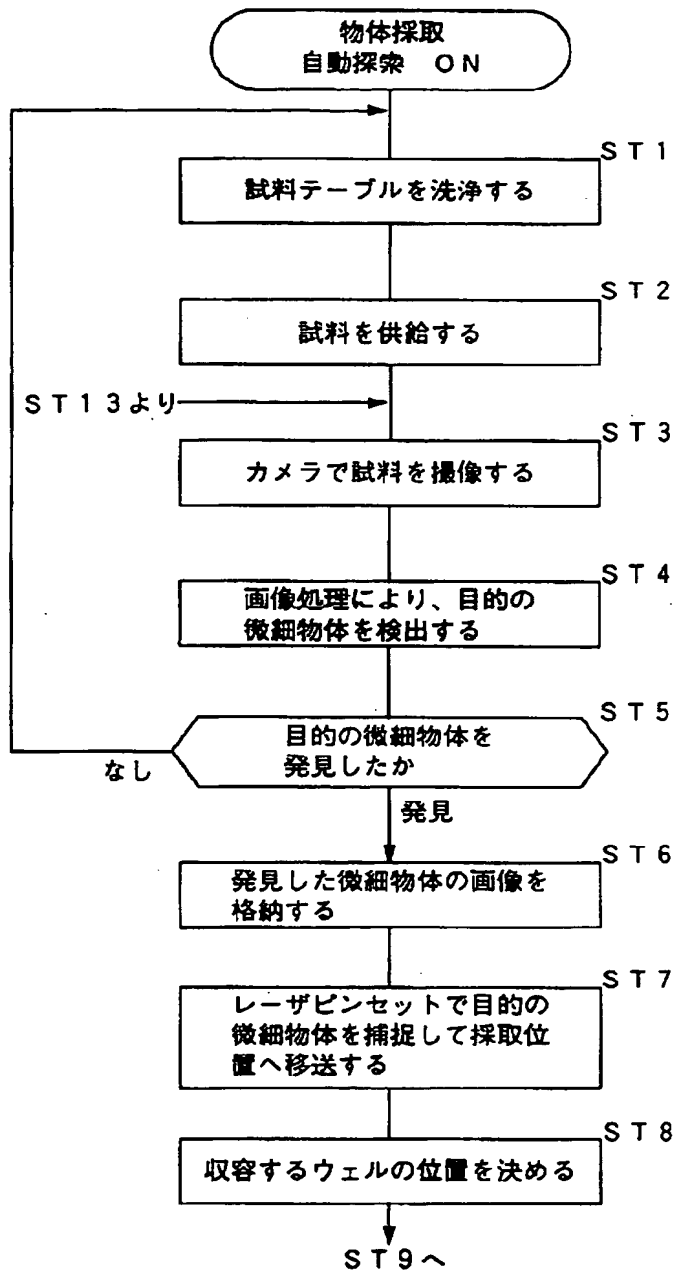 物体採取
自動探索 ON
ST1
試料テーブルを洗浄する
ST2
試料を供給する
ST13より
ST3
カメラで試料を撮像する
ST4
画像処理により、目的の
微細物体を検出する
ST5
目的の微細物体を
発見したか
なし
発見
ST6
発見した微細物体の画像を
格納する
ST7
レーザピンセットで目的の
微細物体を捕捉して採取位
置へ移送する
ST8
収容するウェルの位置を決める
ST9へ